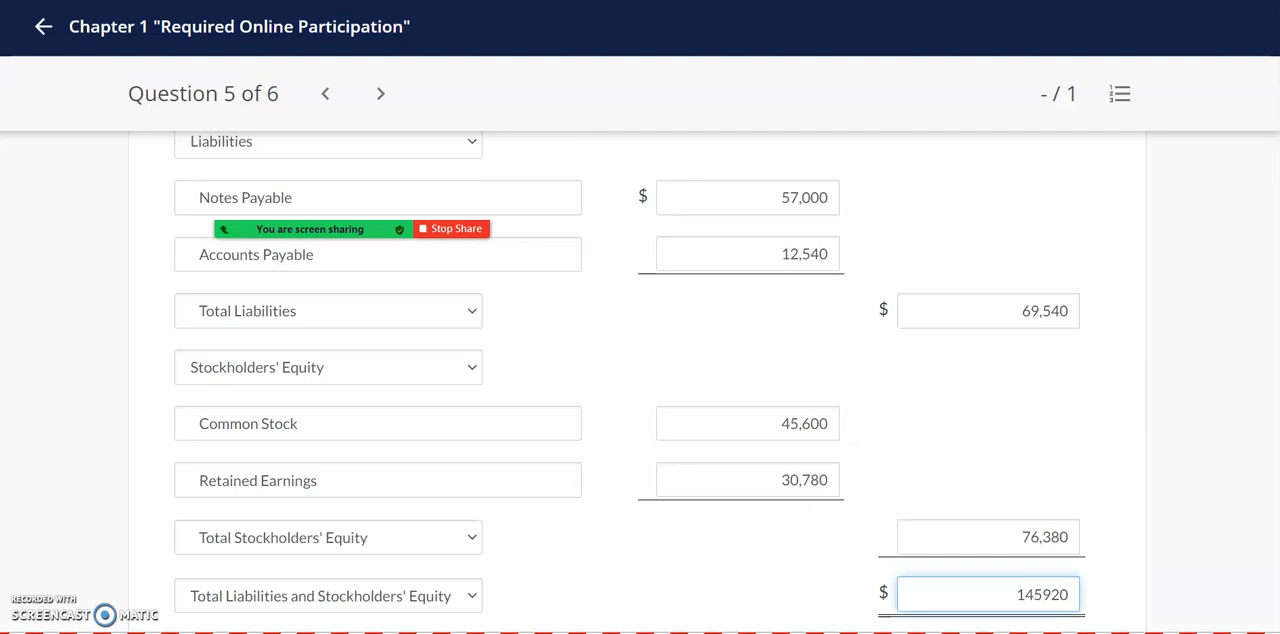 Chapter 1 "Required Online Participation"
Question 5 of 6
- / 1
Liabilities
Notes Payable $ 57,000
You are screen sharing Stop Share
Accounts Payable 12,540
Total Liabilities $ 69,540
Stockholders' Equity
Common Stock 45,600
Retained Earnings 30,780
Total Stockholders' Equity 76,380
Total Liabilities and Stockholders' Equity $ 145920
RECORDED WITH
SCREENCAST MATIC